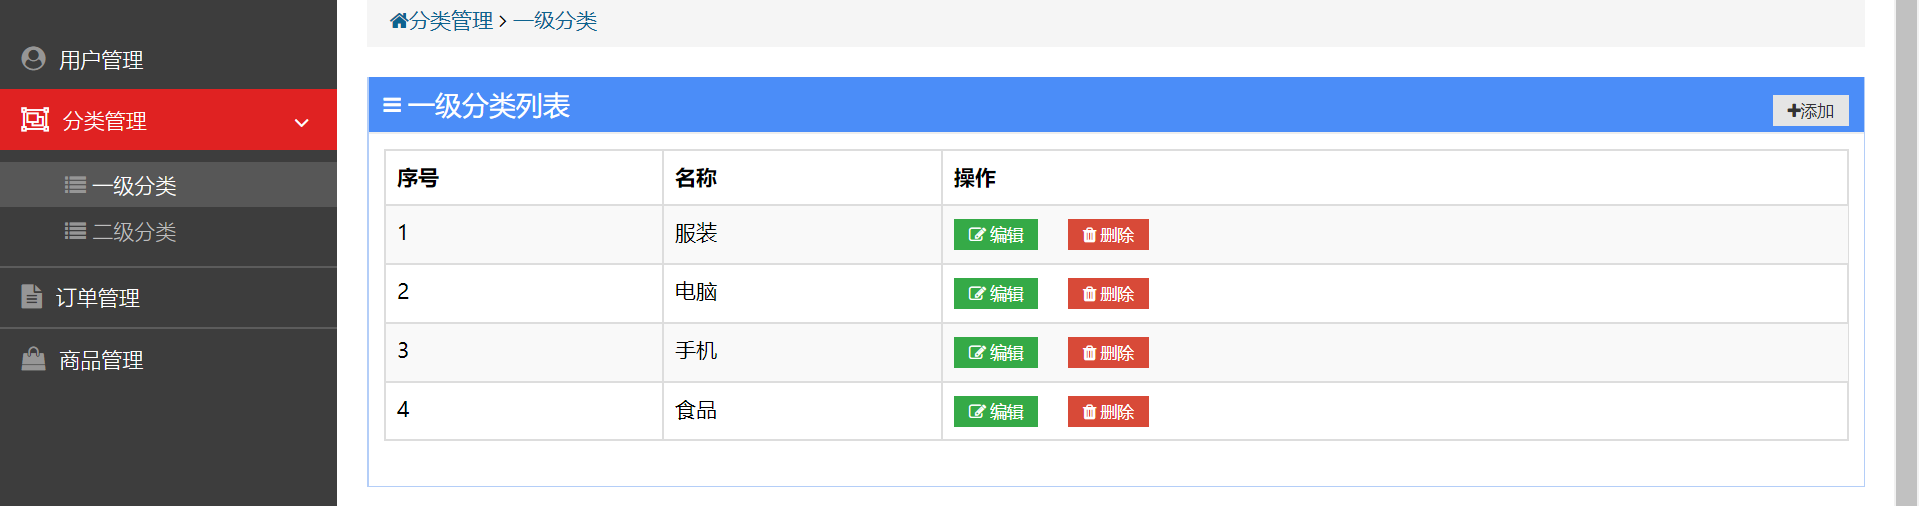 用户管理
分类管理
一级分类
二级分类
订单管理
商品管理
分类管理 > 一级分类
一级分类列表
添加
序号 名称 操作
1 服装 编辑 删除
2 电脑 编辑 删除
3 手机 编辑 删除
4 食品 编辑 删除